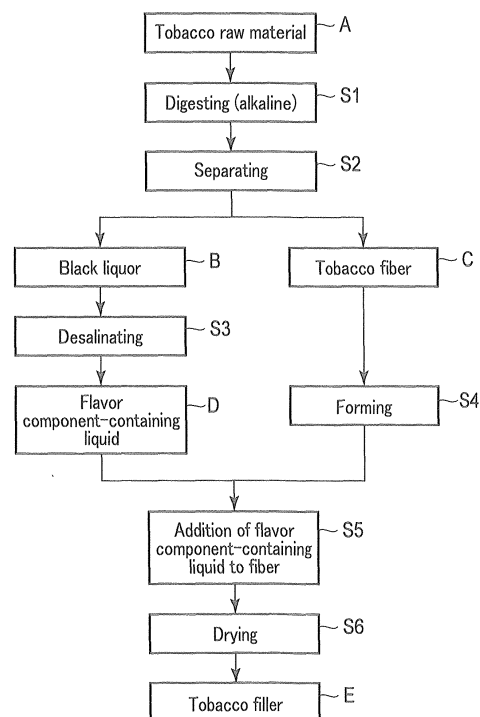 Tobacco raw material
A
Digesting (alkaline)
S1
Separating
S2
Black liquor
B
Tobacco fiber
C
Desalinating
S3
Flavor
component-containing
liquid
D
Forming
S4
Addition of flavor
component-containing
liquid to fiber
S5
Drying
S6
Tobacco filler
E